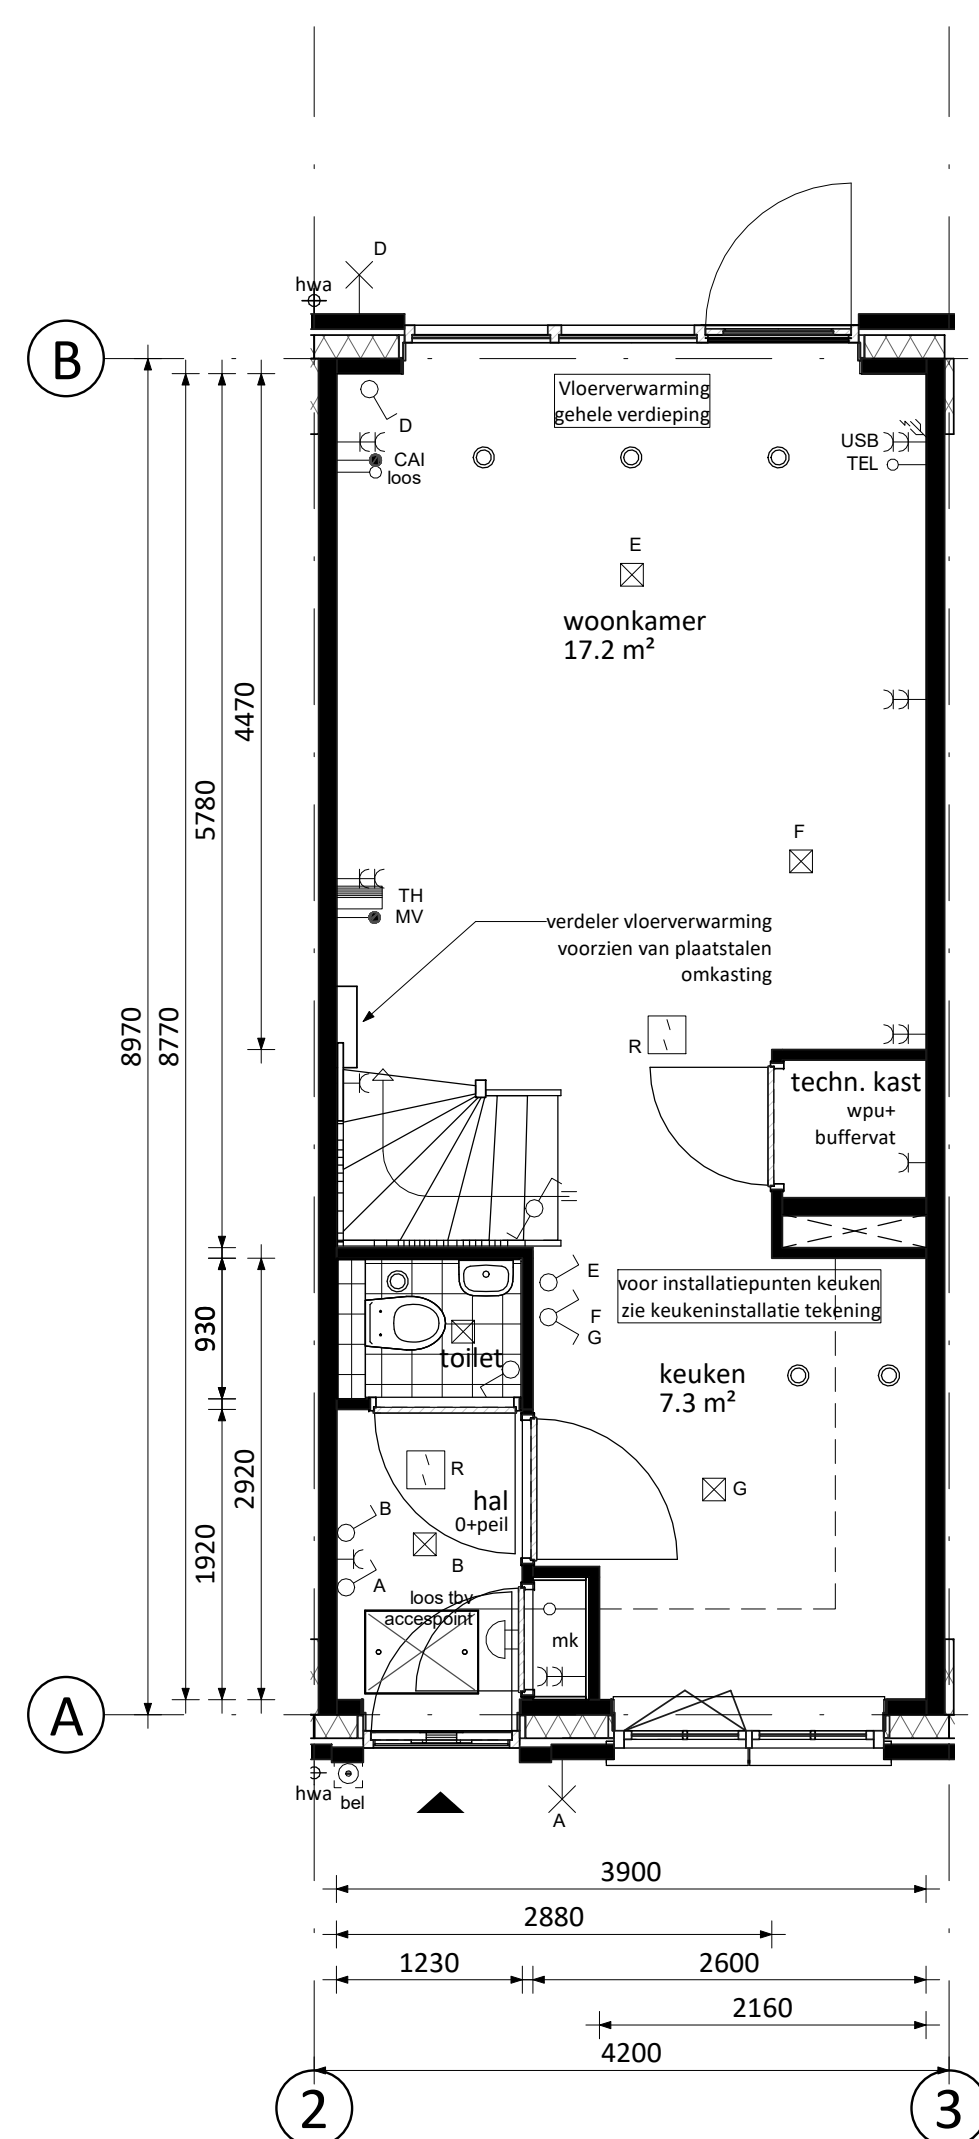 D
hwa
B
Vloerverwarming
gehele verdieping
D
CAI
loos
USB
TEL
E
woonkamer
17.2 m²
4470
5780
F
TH
MV
verdeler vloerverwarming
voorzien van plaatstalen
omkasting
8970
8770
R
techn. kast
wpu+
buffervat
E
F
G
voor installatiepunten keuken
zie keukeninstallatie tekening
930
toilet
keuken
7.3 m²
R
G
hal
0+peil
2920
1920
B
B
A
loos tbv
accespoint
mk
A
hwa
bel
A
3900
2880
1230
2600
2160
4200
2
3